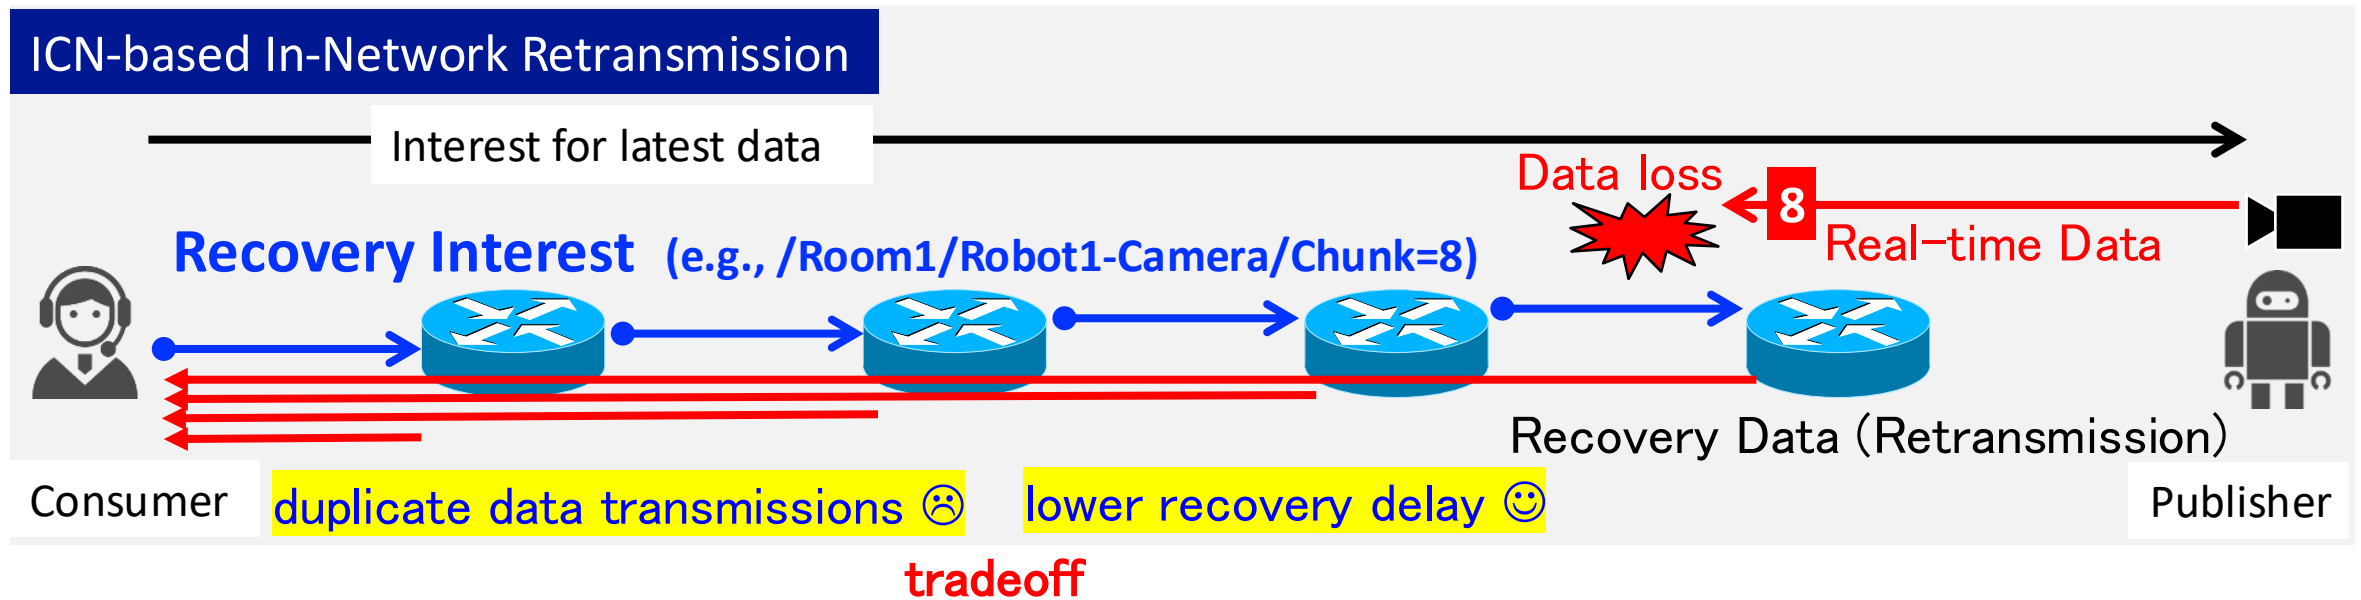 ICN-based In-Network Retransmission
Interest for latest data
Data loss
8
Real-time Data
Recovery Interest (e.g., /Room1/Robot1-Camera/Chunk=8)
Recovery Data (Retransmission)
Consumer
duplicate data transmissions ☹
lower recovery delay ☺
Publisher
tradeoff